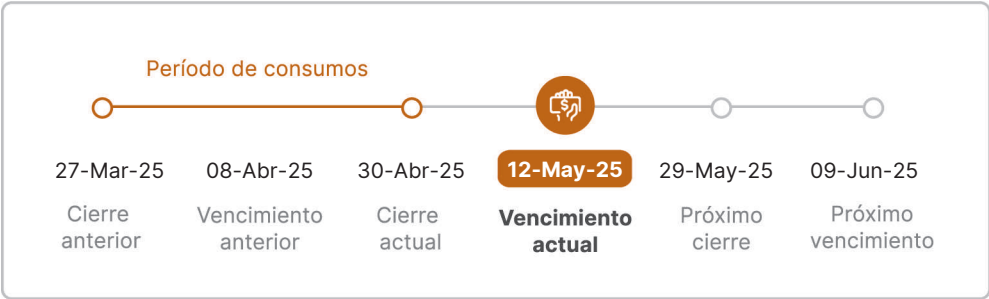 Período de consumos
$
27-Mar-25
08-Abr-25
30-Abr-25
12-May-25
29-May-25
09-Jun-25
Cierre
anterior
Vencimiento
anterior
Cierre
actual
Vencimiento
actual
Próximo
cierre
Próximo
vencimiento